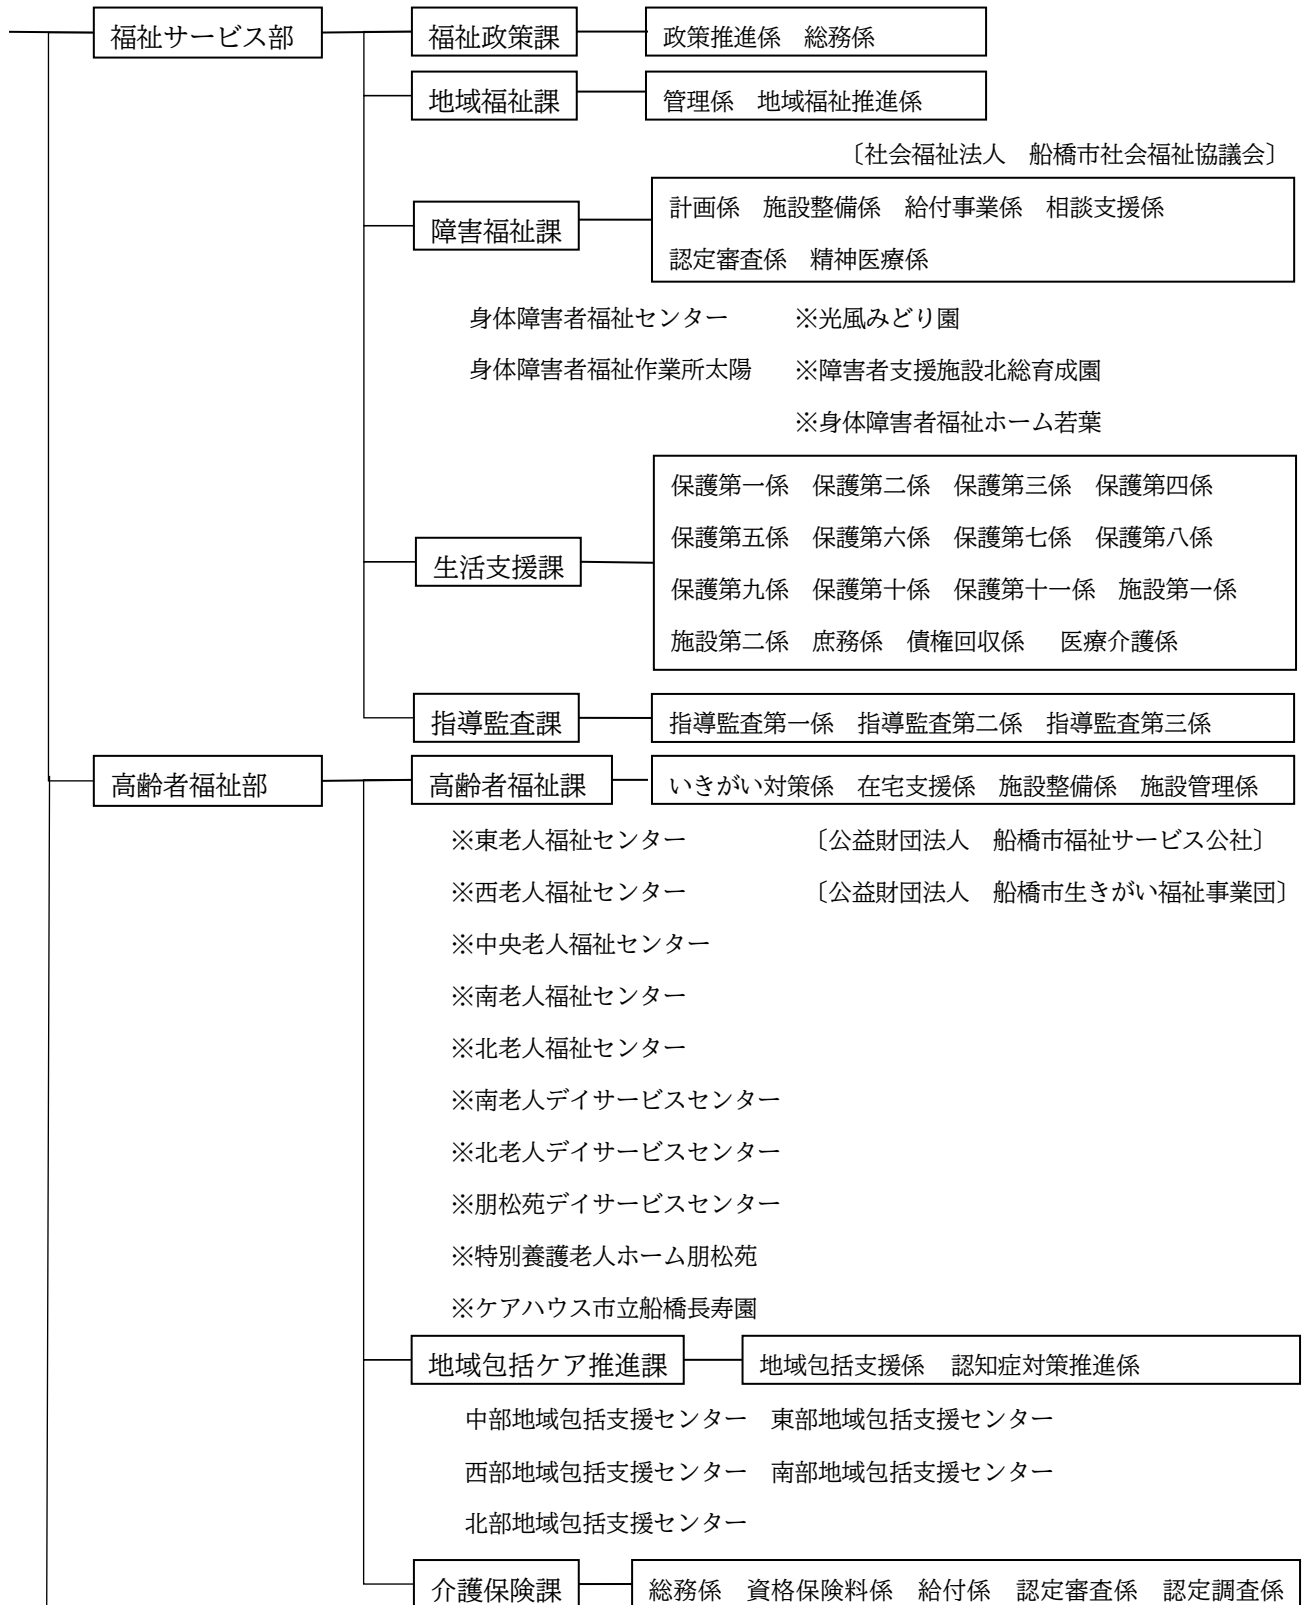 福祉サービス部 福祉政策課 政策推進係 総務係
地域福祉課 管理係 地域福祉推進係
〔社会福祉法人 船橋市社会福祉協議会〕
障害福祉課 計画係 施設整備係 給付事業係 相談支援係
認定審査係 精神医療係
身体障害者福祉センター ※光風みどり園
身体障害者福祉作業所太陽 ※障害者支援施設北総育成園
※身体障害者福祉ホーム若葉
保護第一係 保護第二係 保護第三係 保護第四係
保護第五係 保護第六係 保護第七係 保護第八係
生活支援課
保護第九係 保護第十係 保護第十一係 施設第一係
施設第二係 庶務係 債権回収係 医療介護係
指導監査課 指導監査第一係 指導監査第二係 指導監査第三係
高齢者福祉部 高齢者福祉課 いきがい対策係 在宅支援係 施設整備係 施設管理係
※東老人福祉センター 〔公益財団法人 船橋市福祉サービス公社〕
※西老人福祉センター 〔公益財団法人 船橋市生きがい福祉事業団〕
※中央老人福祉センター
※南老人福祉センター
※北老人福祉センター
※南老人デイサービスセンター
※北老人デイサービスセンター
※朋松苑デイサービスセンター
※特別養護老人ホーム朋松苑
※ケアハウス市立船橋長寿園
地域包括ケア推進課 地域包括支援係 認知症対策推進係
中部地域包括支援センター 東部地域包括支援センター
西部地域包括支援センター 南部地域包括支援センター
北部地域包括支援センター
介護保険課 総務係 資格保険料係 給付係 認定審査係 認定調査係